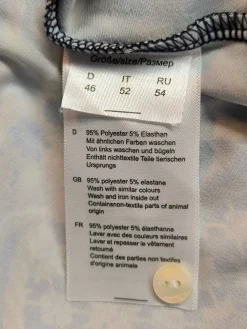 Größe/size/Размер
D IT RU
46 52 54
D 95% Polyester 5% Elasthan
Mit ähnlichen Farben waschen
Von links waschen und bügeln
Enthält nichttextile Teile tierischen
Ursprungs
GB 95% Polyester 5% elastane
Wash with similar colours
Wash and iron inside out
Containsnon-textile parts of animal
origin
FR 95% Polyester 5% élasthanne
Laver avec des couleurs similaires
Laver et repasser le vêtement
retourné
Contient des parties non textiles
d'origine animale